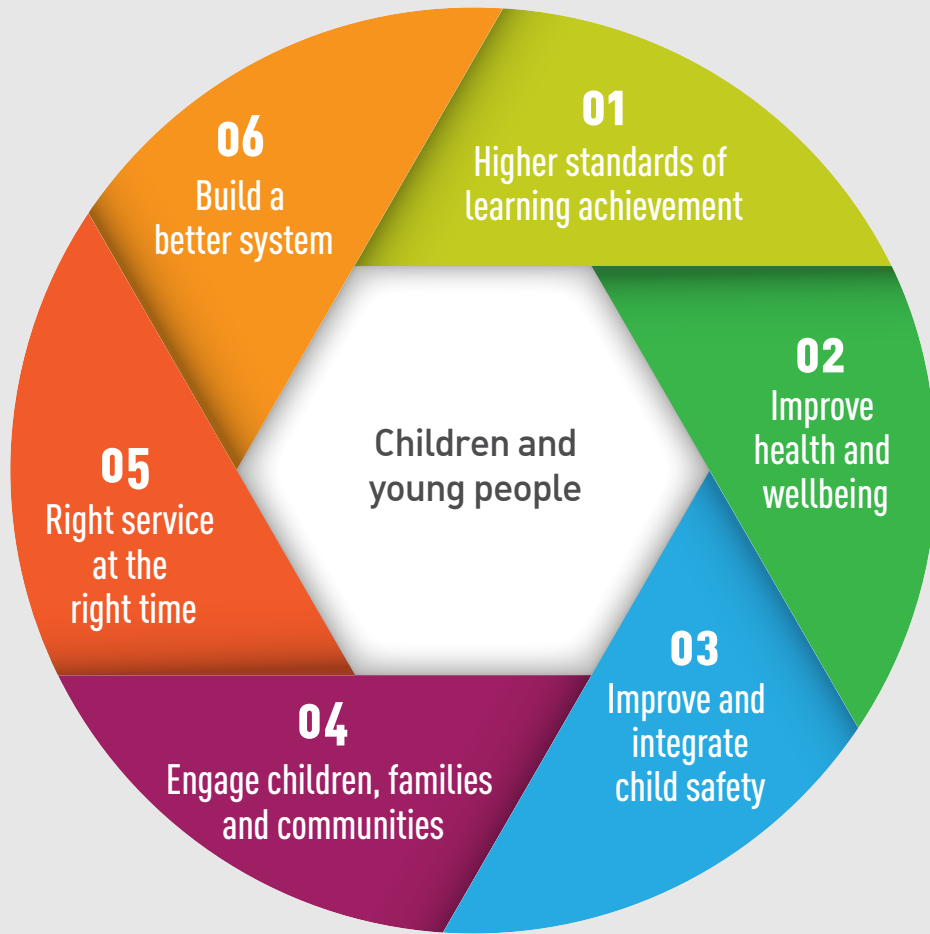 01
Higher standards of
learning achievement
02
Improve
health and
wellbeing
03
Improve and
integrate
child safety
04
Engage children, families
and communities
05
Right service
at the
right time
06
Build a
better system
Children and
young people